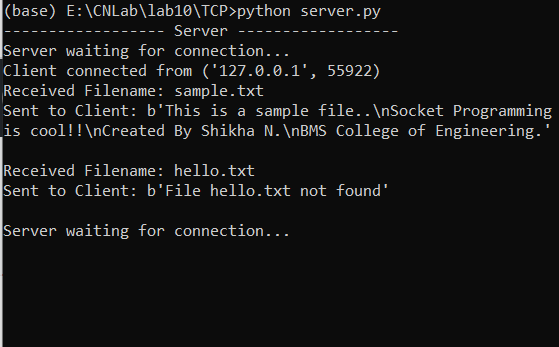 (base) E:\CNLab\lab10\TCP>python server.py
------------------ Server ------------------
Server waiting for connection...
Client connected from ('127.0.0.1', 55922)
Received Filename: sample.txt
Sent to Client: b'This is a sample file..\nSocket Programming
is cool!!\nCreated By Shikha N.\nBMS College of Engineering.'
Received Filename: hello.txt
Sent to Client: b'File hello.txt not found'
Server waiting for connection...